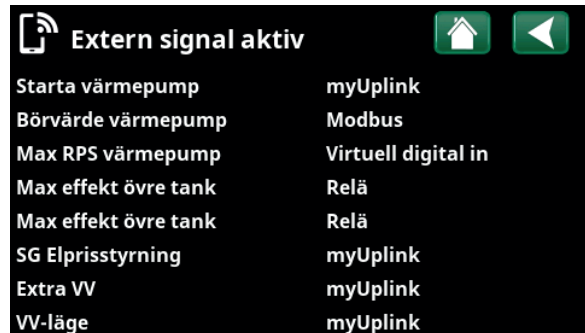 Extern signal aktiv
Starta värmepump myUplink
Börvärde värmepump Modbus
Max RPS värmepump Virtuell digital in
Max effekt övre tank Relä
Max effekt övre tank Relä
SG Elprisstyrning myUplink
Extra VV myUplink
VV-läge myUplink